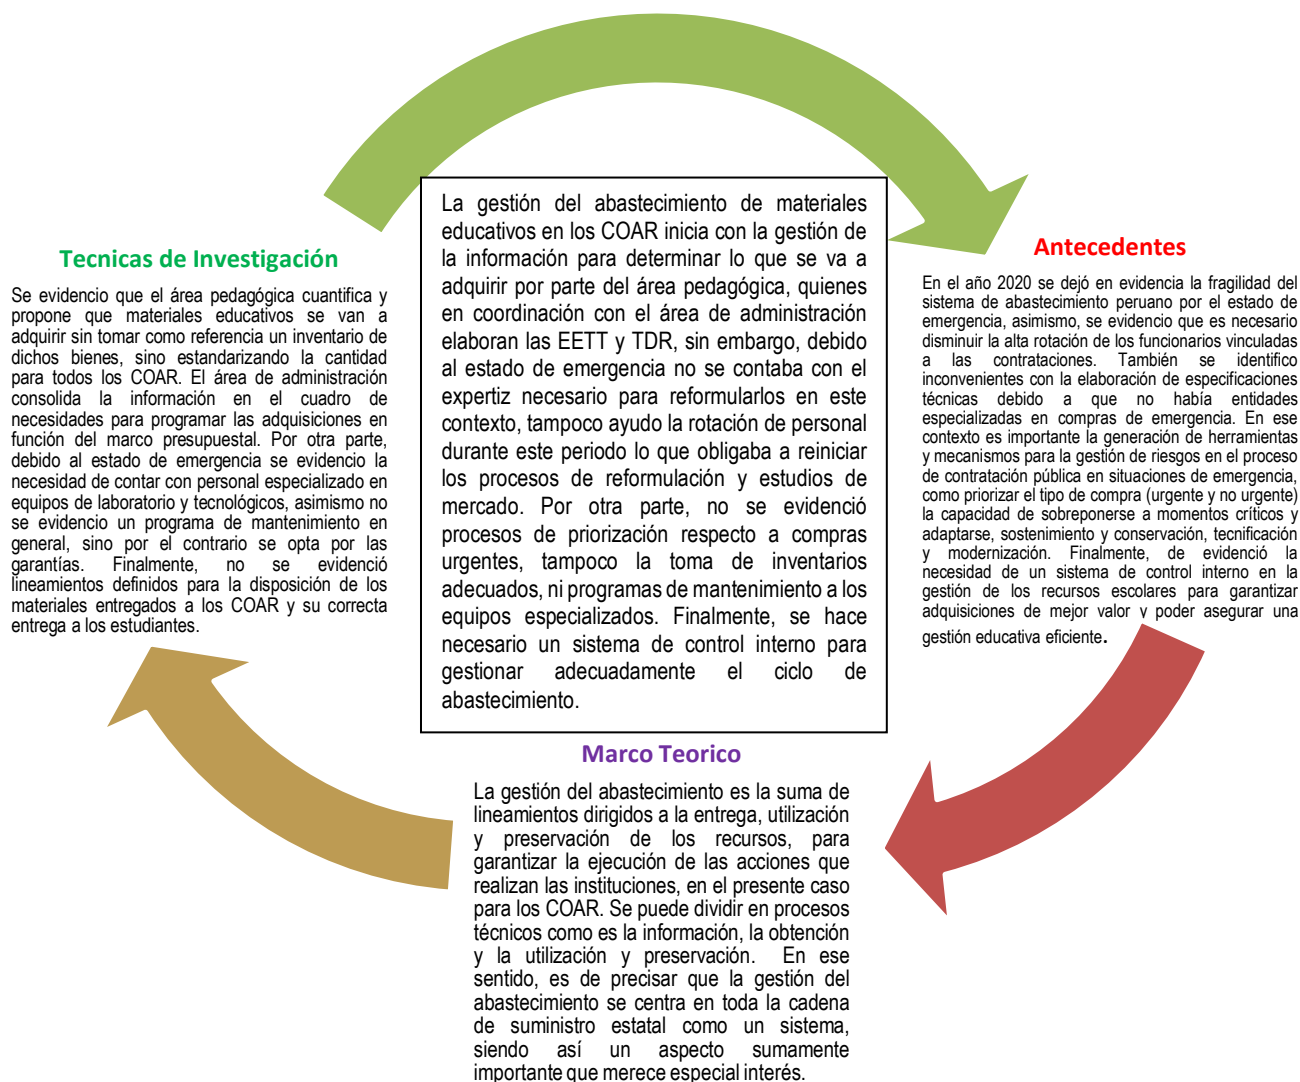 Tecnicas de Investigación
Se evidencio que el área pedagógica cuantifica y
propone que materiales educativos se van a
adquirir sin tomar como referencia un inventario de
dichos bienes, sino estandarizando la cantidad
para todos los COAR. El área de administración
consolida la información en el cuadro de
necesidades para programar las adquisiciones en
función del marco presupuestal. Por otra parte,
debido al estado de emergencia se evidencio la
necesidad de contar con personal especializado en
equipos de laboratorio y tecnológicos, asimismo no
se evidencio un programa de mantenimiento en
general, sino por el contrario se opta por las
garantías. Finalmente, no se evidenció
lineamientos definidos para la disposición de los
materiales entregados a los COAR y su correcta
entrega a los estudiantes.
La gestión del abastecimiento de materiales
educativos en los COAR inicia con la gestión de
la información para determinar lo que se va a
adquirir por parte del área pedagógica, quienes
en coordinación con el área de administración
elaboran las EETT y TDR, sin embargo, debido
al estado de emergencia no se contaba con el
expertiz necesario para reformularlos en este
contexto, tampoco ayudo la rotación de personal
durante este periodo lo que obligaba a reiniciar
los procesos de reformulación y estudios de
mercado. Por otra parte, no se evidenció
procesos de priorización respecto a compras
urgentes, tampoco la toma de inventarios
adecuados, ni programas de mantenimiento a los
equipos especializados. Finalmente, se hace
necesario un sistema de control interno para
gestionar adecuadamente el ciclo de
abastecimiento.
Antecedentes
En el año 2020 se dejó en evidencia la fragilidad del
sistema de abastecimiento peruano por el estado de
emergencia, asimismo, se evidencio que es necesario
disminuir la alta rotación de los funcionarios vinculadas
a las contrataciones. También se identifico
inconvenientes con la elaboración de especificaciones
técnicas debido a que no había entidades
especializadas en compras de emergencia. En ese
contexto es importante la generación de herramientas
y mecanismos para la gestión de riesgos en el proceso
de contratación pública en situaciones de emergencia,
como priorizar el tipo de compra (urgente y no urgente)
la capacidad de sobreponerse a momentos críticos y
adaptarse, sostenimiento y conservación, tecnificación
y modernización. Finalmente, de evidenció la
necesidad de un sistema de control interno en la
gestión de los recursos escolares para garantizar
adquisiciones de mejor valor y poder asegurar una
gestión educativa eficiente.
Marco Teorico
La gestión del abastecimiento es la suma de
lineamientos dirigidos a la entrega, utilización
y preservación de los recursos, para
garantizar la ejecución de las acciones que
realizan las instituciones, en el presente caso
para los COAR. Se puede dividir en procesos
técnicos como es la información, la obtención
y la utilización y preservación. En ese
sentido, es de precisar que la gestión del
abastecimiento se centra en toda la cadena
de suministro estatal como un sistema,
siendo así un aspecto sumamente
importante que merece especial interés.